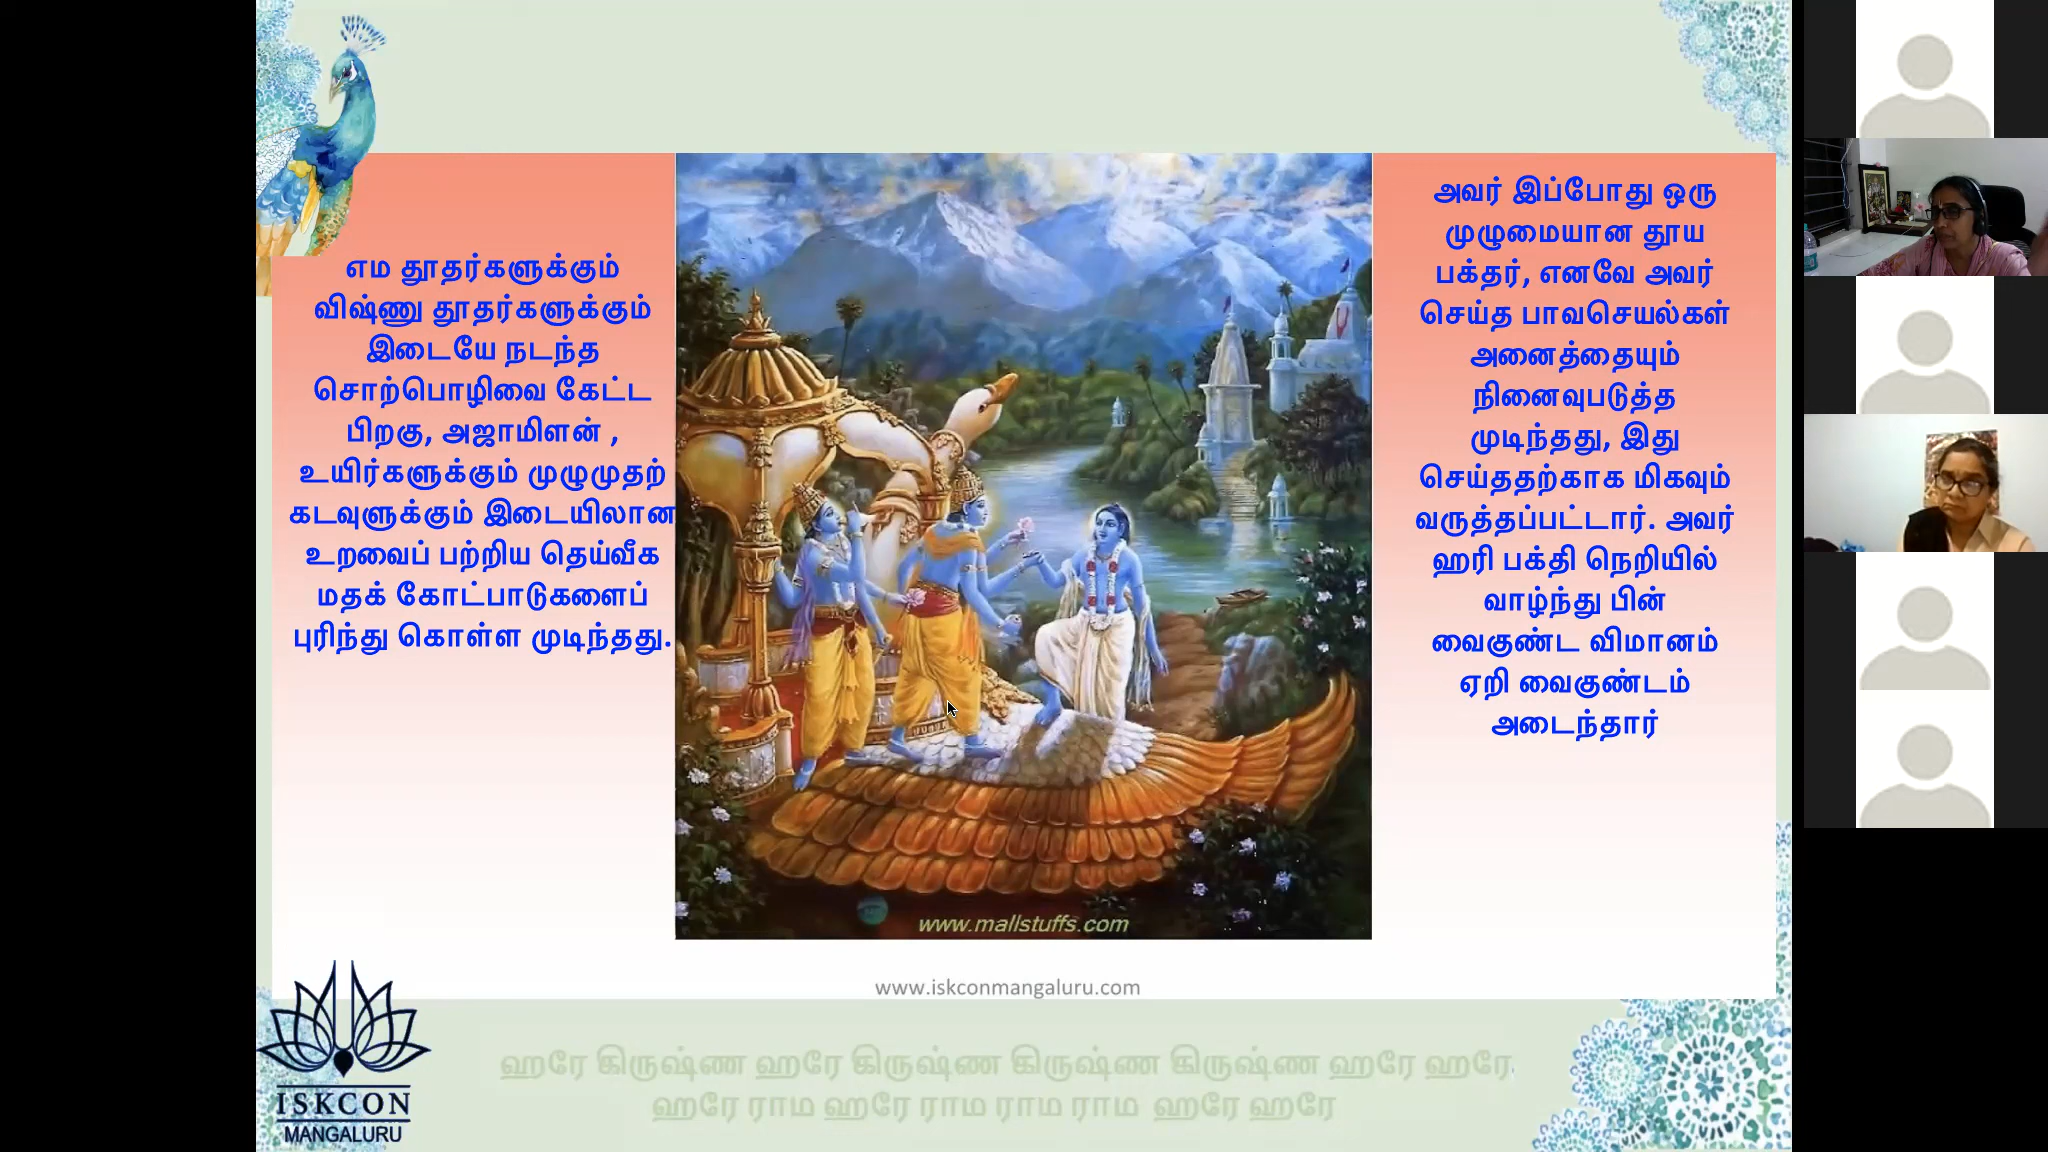 எம தூதர்களுக்கும்
விஷ்ணு தூதர்களுக்கும்
இடையே நடந்த
சொற்பொழிவை கேட்ட
பிறகு, அஜாமிளன் ,
உயிர்களுக்கும் முழுமுதற்
கடவுளுக்கும் இடையிலான
உறவைப் பற்றிய தெய்வீக
மதக் கோட்பாடுகளைப்
புரிந்து கொள்ள முடிந்தது.
அவர் இப்போது ஒரு
முழுமையான தூய
பக்தர், எனவே அவர்
செய்த பாவசெயல்கள்
அனைத்தையும்
நினைவுபடுத்த
முடிந்தது, இது
செய்ததற்காக மிகவும்
வருத்தப்பட்டார். அவர்
ஹரி பக்தி நெறியில்
வாழ்ந்து பின்
வைகுண்ட விமானம்
ஏறி வைகுண்டம்
அடைந்தார்
www.mallstuffs.com
www.iskconmangaluru.com
ஹரே கிருஷ்ண ஹரே கிருஷ்ண கிருஷ்ண கிருஷ்ண ஹரே ஹரே
ஹரே ராம ஹரே ராம ராம ராம ஹரே ஹரே
ISKCON
MANGALURU